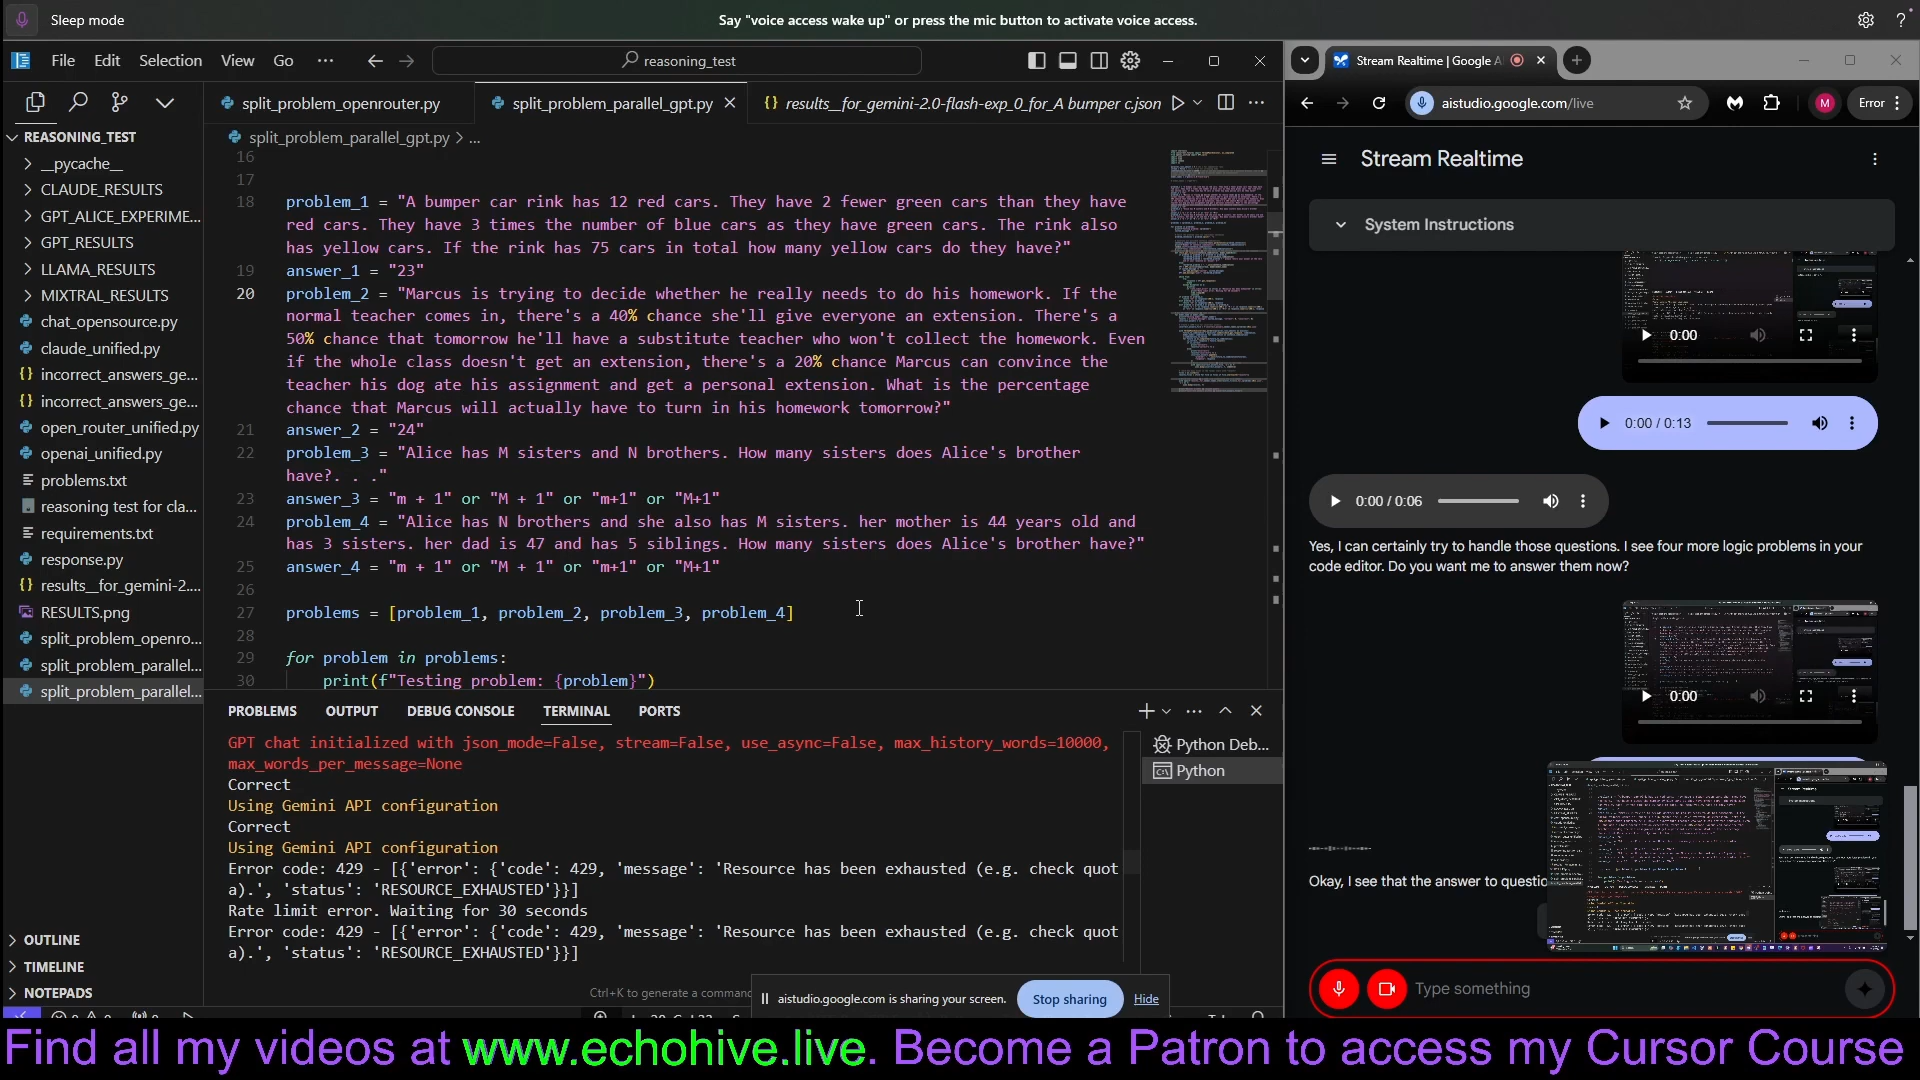 Sleep mode
Say "voice access wake up" or press the mic button to activate voice access.
File Edit Selection View Go
reasoning_test
REASONING_TEST
__pycache__
CLAUDE_RESULTS
GPT_ALICE_EXPERIME...
GPT_RESULTS
LLAMA_RESULTS
MIXTRAL_RESULTS
chat_opensource.py
claude_unified.py
incorrect_answers_ge...
incorrect_answers_ge...
open_router_unified.py
openai_unified.py
problems.txt
reasoning test for cla...
requirements.txt
response.py
results__for_gemini-2....
RESULTS.png
split_problem_openro...
split_problem_parallel...
split_problem_parallel...
OUTLINE
TIMELINE
NOTEPADS
split_problem_openrouter.py
split_problem_parallel_gpt.py
results__for_gemini-2.0-flash-exp_0_for_A bumper c.json
split_problem_parallel_gpt.py > ...
16
17
18 problem_1 = "A bumper car rink has 12 red cars. They have 2 fewer green cars than they have
red cars. They have 3 times the number of blue cars as they have green cars. The rink also
has yellow cars. If the rink has 75 cars in total how many yellow cars do they have?"
19 answer_1 = "23"
20 problem_2 = "Marcus is trying to decide whether he really needs to do his homework. If the
normal teacher comes in, there's a 40% chance she'll give everyone an extension. There's a
50% chance that tomorrow he'll have a substitute teacher who won't collect the homework. Even
if the whole class doesn't get an extension, there's a 20% chance Marcus can convince the
teacher his dog ate his assignment and get a personal extension. What is the percentage
chance that Marcus will actually have to turn in his homework tomorrow?"
21 answer_2 = "24"
22 problem_3 = "Alice has M sisters and N brothers. How many sisters does Alice's brother
have?. . ."
23 answer_3 = "m + 1" or "M + 1" or "m+1" or "M+1"
24 problem_4 = "Alice has N brothers and she also has M sisters. her mother is 44 years old and
has 3 sisters. her dad is 47 and has 5 siblings. How many sisters does Alice's brother have?"
25 answer_4 = "m + 1" or "M + 1" or "m+1" or "M+1"
26
27 problems = [problem_1, problem_2, problem_3, problem_4]
28
29 for problem in problems:
30 print(f"Testing problem: {problem}")
PROBLEMS OUTPUT DEBUG CONSOLE TERMINAL PORTS
GPT chat initialized with json_mode=False, stream=False, use_async=False, max_history_words=10000,
max_words_per_message=None
Correct
Using Gemini API configuration
Correct
Using Gemini API configuration
Error code: 429 - [{'error': {'code': 429, 'message': 'Resource has been exhausted (e.g. check quot
a).', 'status': 'RESOURCE_EXHAUSTED'}}]
Rate limit error. Waiting for 30 seconds
Error code: 429 - [{'error': {'code': 429, 'message': 'Resource has been exhausted (e.g. check quot
a).', 'status': 'RESOURCE_EXHAUSTED'}}]
Python Deb...
Python
Ctrl+K to generate a command
aistudio.google.com is sharing your screen.
Stop sharing
Hide
Stream Realtime | Google A
aistudio.google.com/live
M
Error
Stream Realtime
System Instructions
0:00
0:00 / 0:13
0:00 / 0:06
Yes, I can certainly try to handle those questions. I see four more logic problems in your
code editor. Do you want me to answer them now?
0:00
Okay, I see that the answer to questio
Type something
Find all my videos at www.echohive.live. Become a Patron to access my Cursor Course